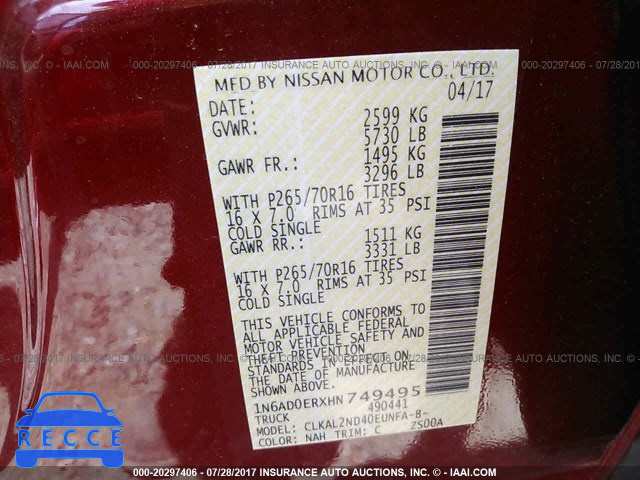 000-20297406 - 07/28/2017 INSURANCE AUTO AUCTIONS, INC. - © - IAAI.COM
MFD BY NISSAN MOTOR CO., LTD.
DATE: 04/17
GVWR: 2599 KG
5730 LB
GAWR FR.: 1495 KG
3296 LB
WITH P265/70R16 TIRES
16 X 7.0 RIMS AT 35 PSI
COLD SINGLE
GAWR RR.: 1511 KG
3331 LB
WITH P265/70R16 TIRES
16 X 7.0 RIMS AT 35 PSI
COLD SINGLE
THIS VEHICLE CONFORMS TO
ALL APPLICABLE FEDERAL
MOTOR VEHICLE SAFETY AND
THEFT PREVENTION
STANDARDS IN EFFECT ON
THE DATE OF MANUFACTURE
SHOWN ABOVE.
1N6AD0ERXHN749495
TRUCK 490441
MODEL: CLKALZND40EUNFA-B-
COLOR: NAH TRIM: C ZS00A
000-20297406 - 07/28/2017 INSURANCE AUTO AUCTIONS, INC. - © - IAAI.COM